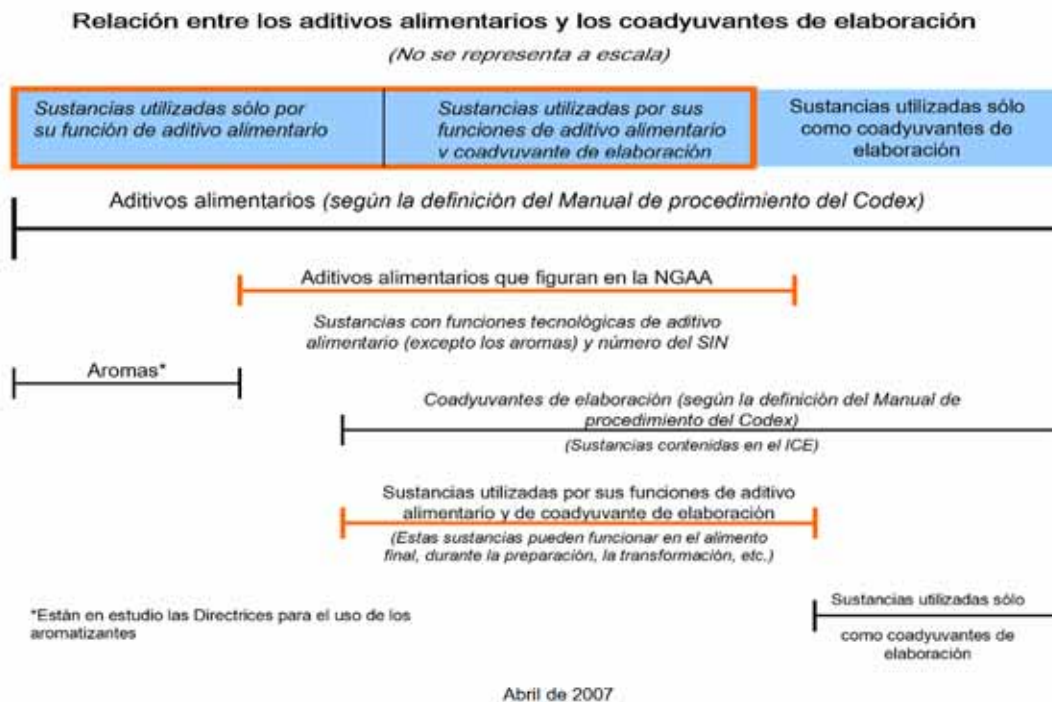 Relación entre los aditivos alimentarios y los coadyuvantes de elaboración
(No se representa a escala)
Sustancias utilizadas sólo por
su función de aditivo alimentario
Sustancias utilizadas por sus
funciones de aditivo alimentario
y coadyuvante de elaboración
Sustancias utilizadas sólo
como coadyuvantes de
elaboración
Aditivos alimentarios (según la definición del Manual de procedimiento del Codex)
Aditivos alimentarios que figuran en la NGAA
Sustancias con funciones tecnológicas de aditivo
alimentario (excepto los aromas) y número del SIN
Aromas*
Coadyuvantes de elaboración (según la definición del Manual de
procedimiento del Codex)
(Sustancias contenidas en el ICE)
Sustancias utilizadas por sus funciones de aditivo
alimentario y de coadyuvante de elaboración
(Estas sustancias pueden funcionar en el alimento
final, durante la preparación, la transformación, etc.)
*Están en estudio las Directrices para el uso de los
aromatizantes
Sustancias utilizadas sólo
como coadyuvantes de
elaboración
Abril de 2007